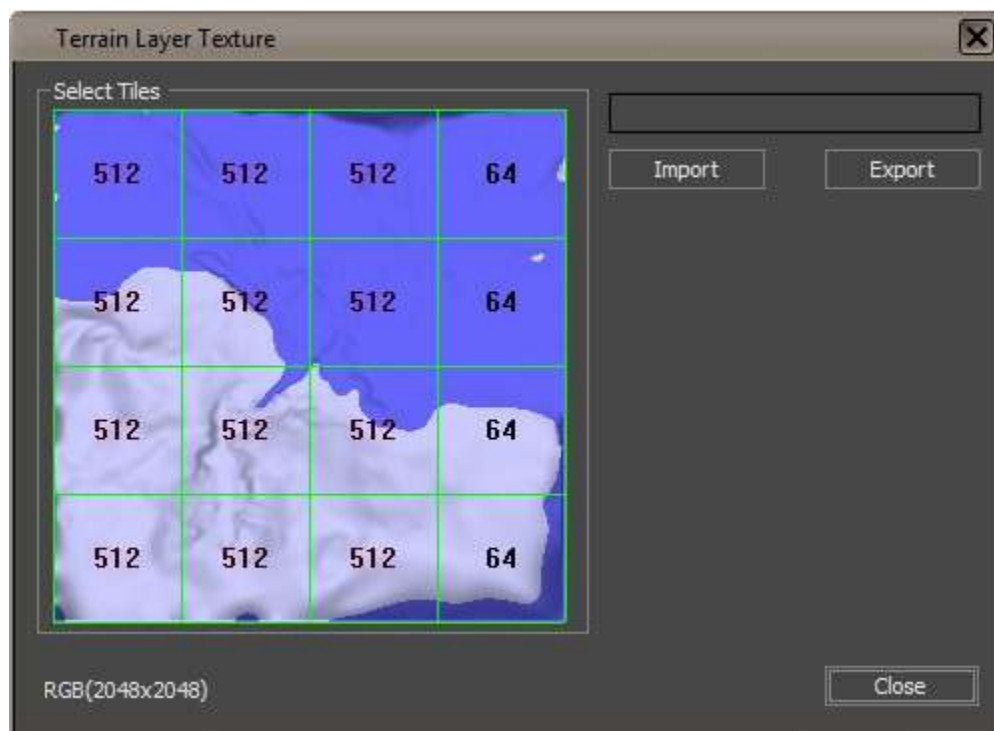 Terrain Layer Texture
Select Tiles
512 512 512 64
Import Export
512 512 512 64
512 512 512 64
512 512 512 64
RGB(2048x2048)
Close